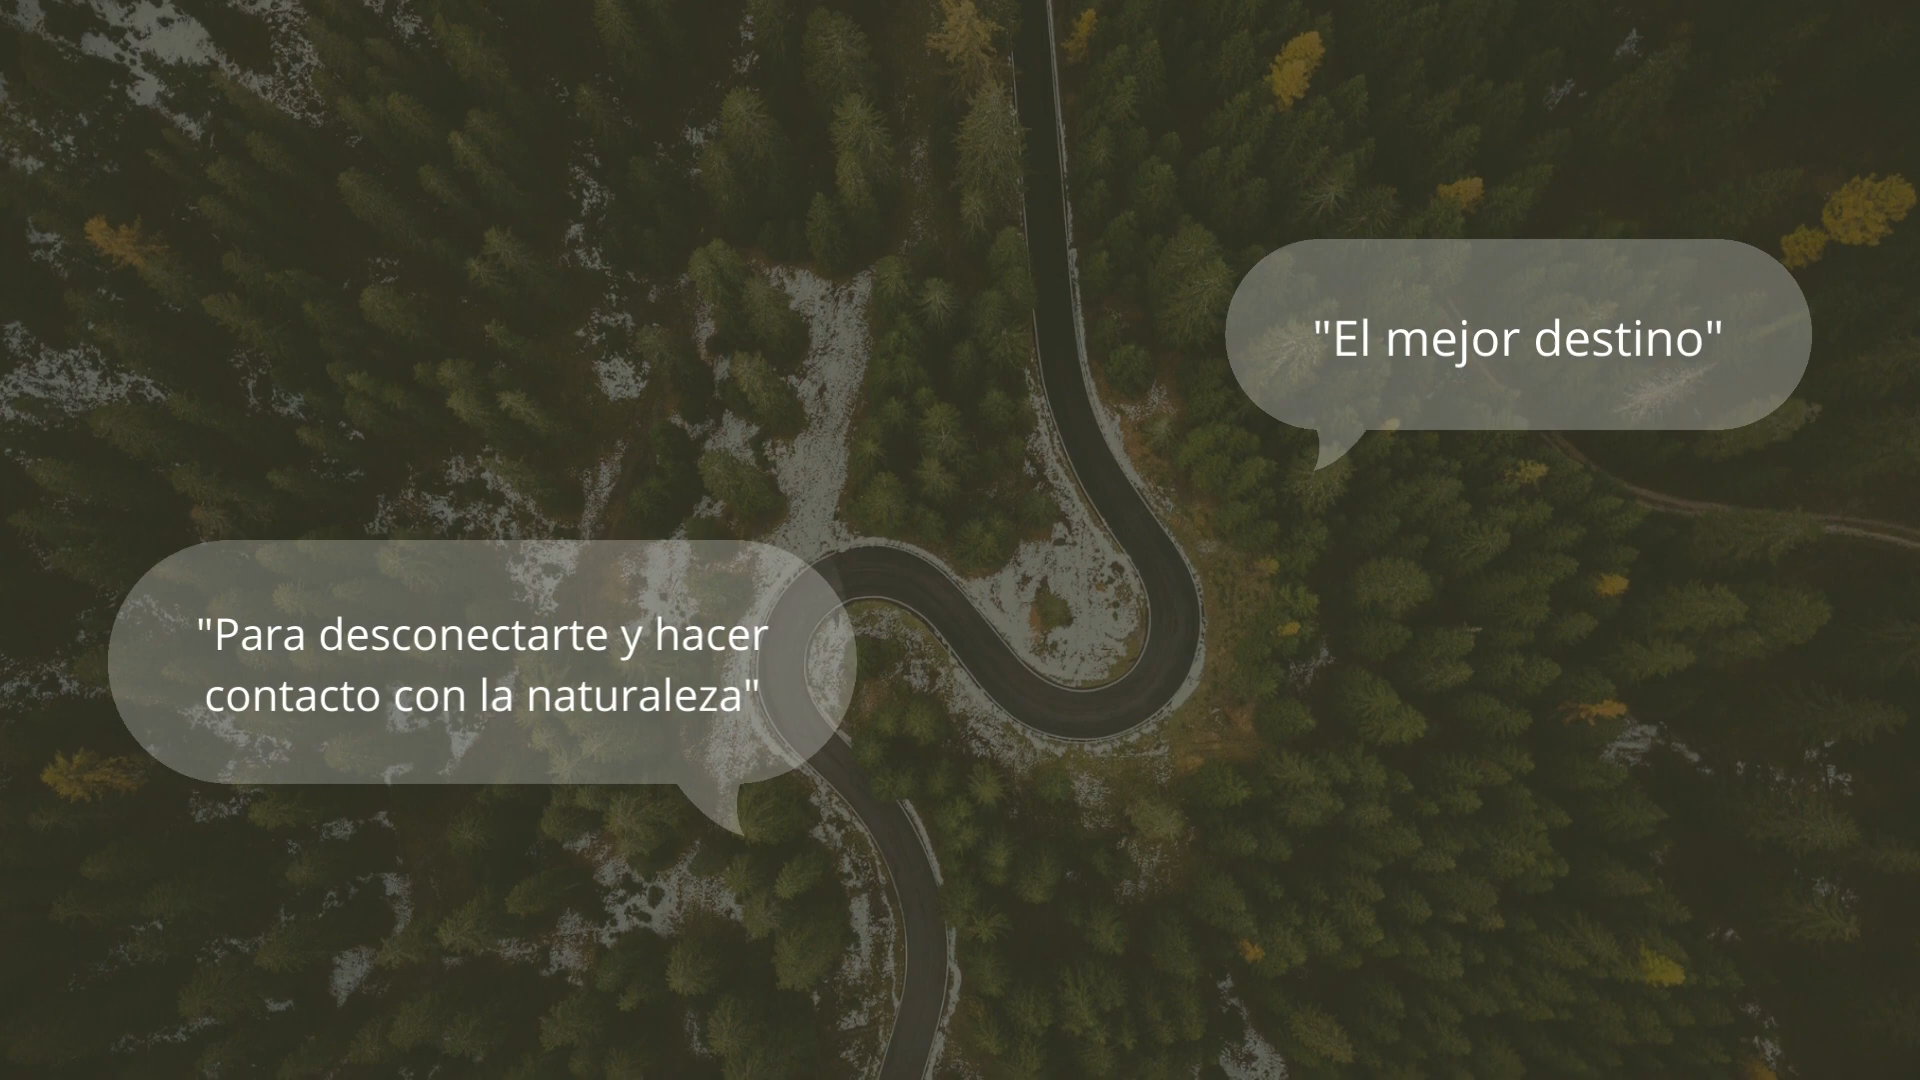 "El mejor destino"
"Para desconectarte y hacer
contacto con la naturaleza"